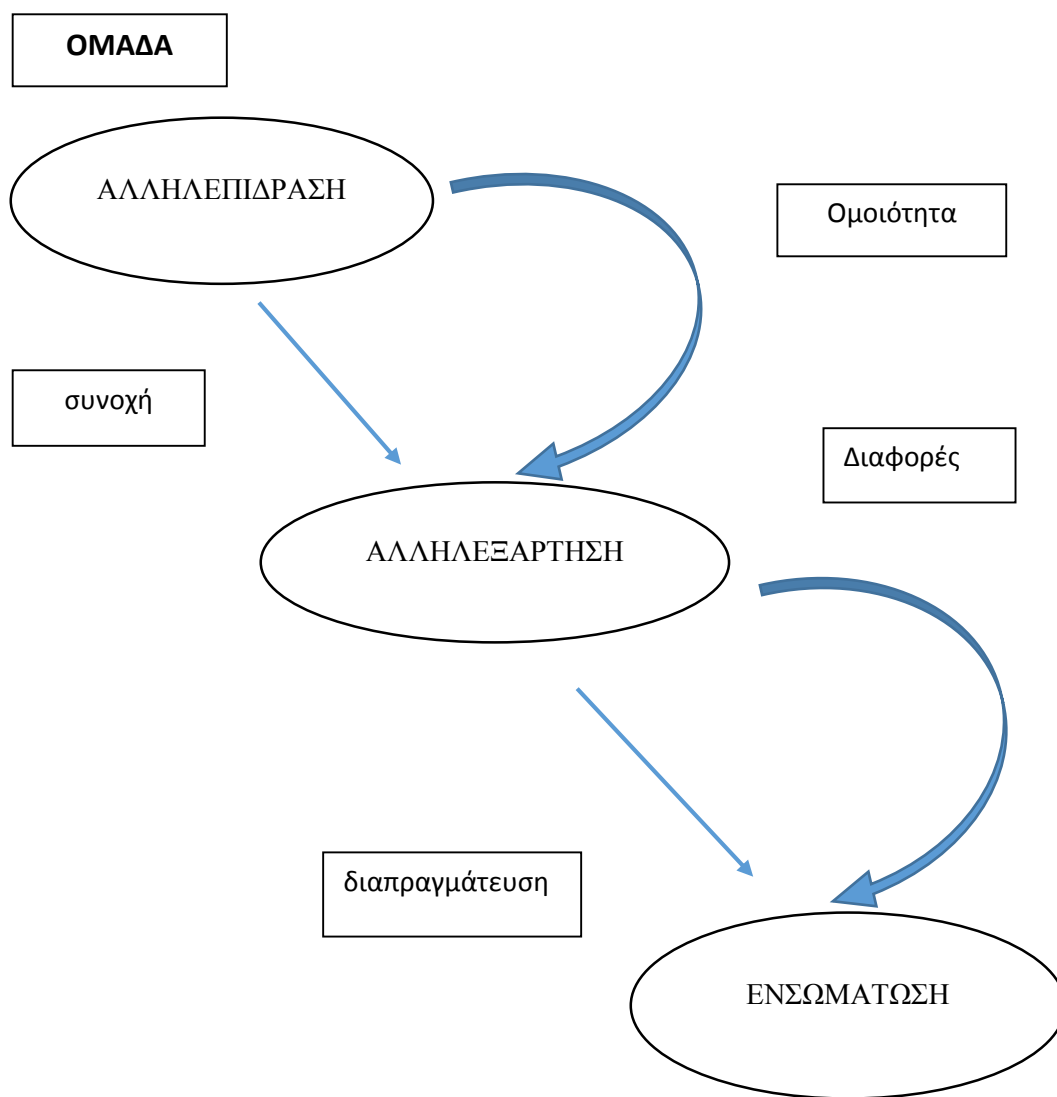 ΟΜΑΔΑ
ΑΛΛΗΛΕΠΙΔΡΑΣΗ
Ομοιότητα
συνοχή
Διαφορές
ΑΛΛΗΛΕΞΑΡΤΗΣΗ
διαπραγμάτευση
ΕΝΣΩΜΑΤΩΣΗ